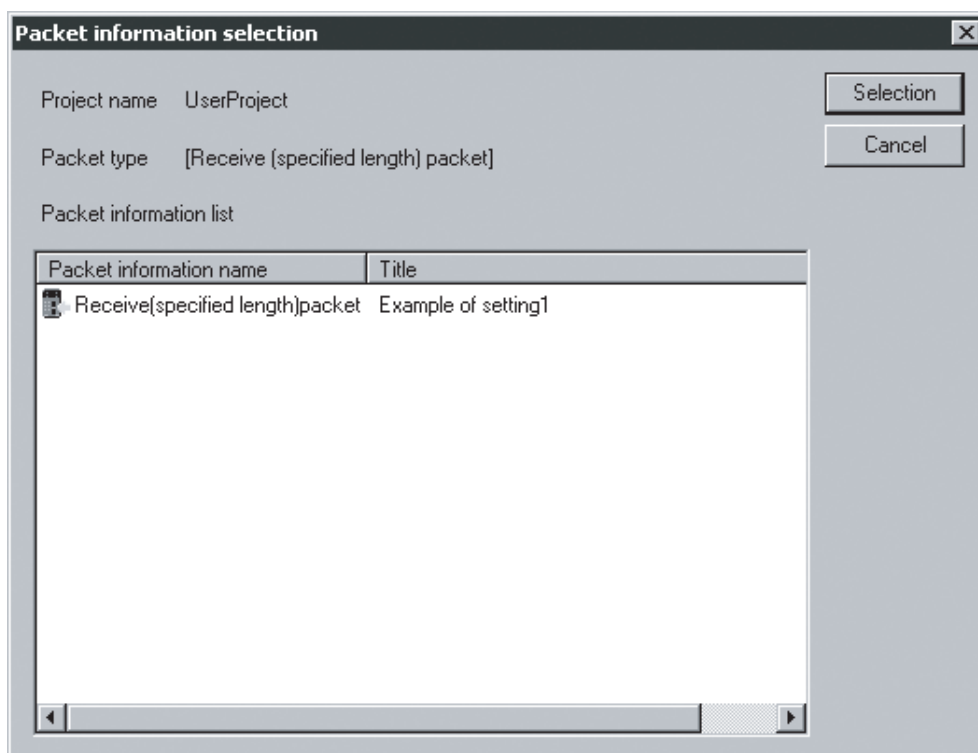 Packet information selection
Project name UserProject
Selection
Packet type [Receive (specified length) packet]
Cancel
Packet information list
Packet information name Title
Receive(specified length)packet Example of setting1